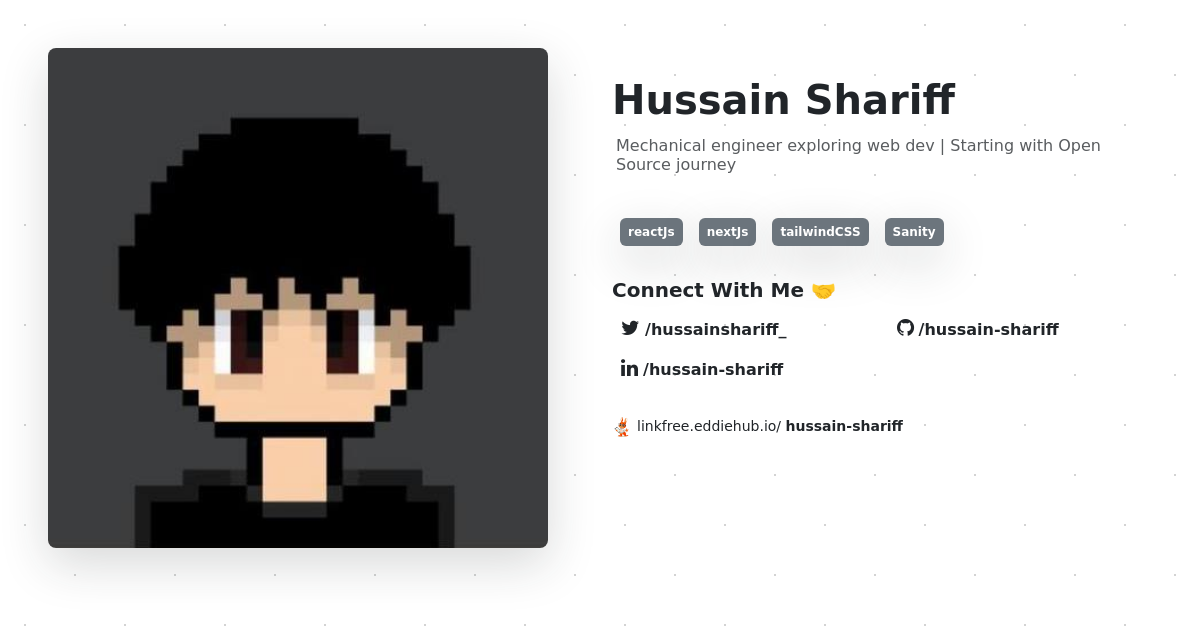 Hussain Shariff
Mechanical engineer exploring web dev | Starting with Open
Source journey
reactJs nextJs tailwindCSS Sanity
Connect With Me 🤝
/hussainshariff_ /hussain-shariff
/hussain-shariff
linkfree.eddiehub.io/ hussain-shariff